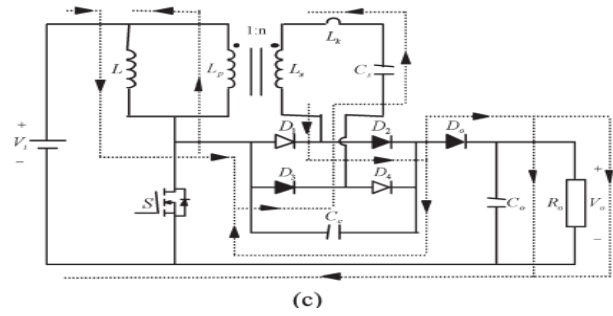 1:n
L_k
L
L_p
L_s
C_s
+
V_i
−
D_1
D_2
D_o
D_3
D_4
S
C_c
C_o
R_o
+
V_o
−
(c)